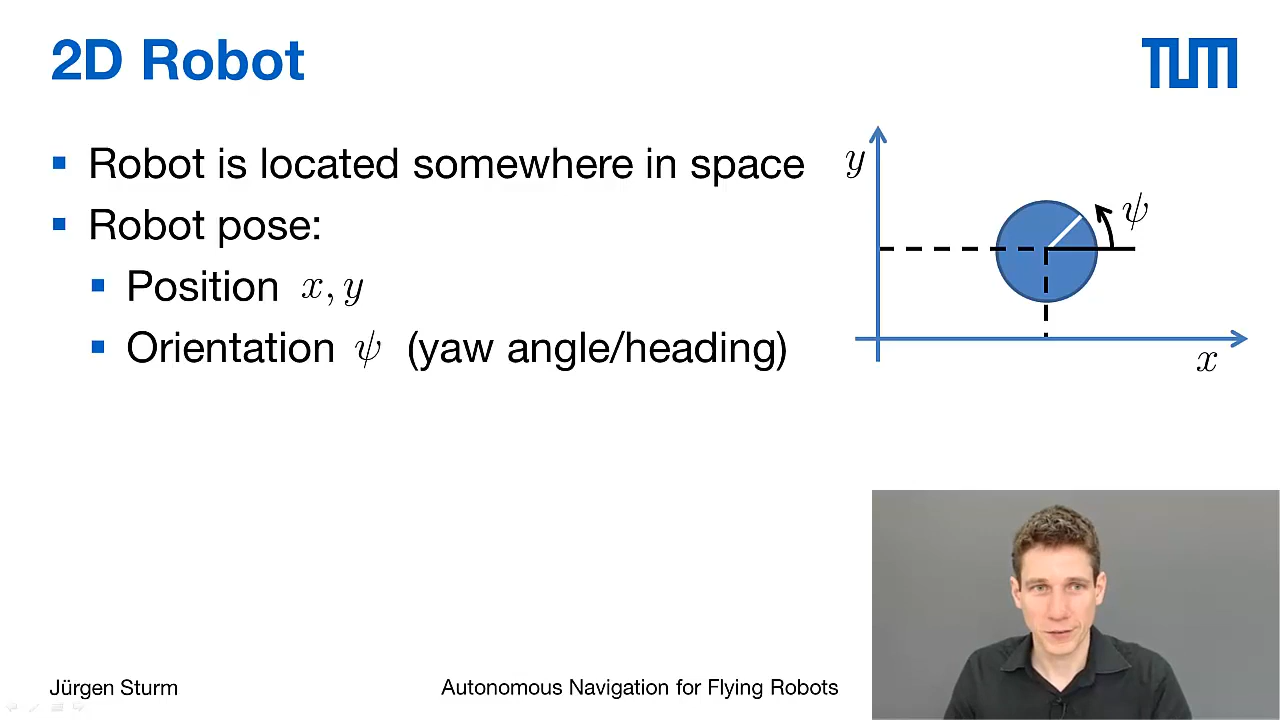 2D Robot
TUM
Robot is located somewhere in space
Robot pose:
Position x, y
Orientation ψ (yaw angle/heading)
y
ψ
x
Jürgen Sturm
Autonomous Navigation for Flying Robots